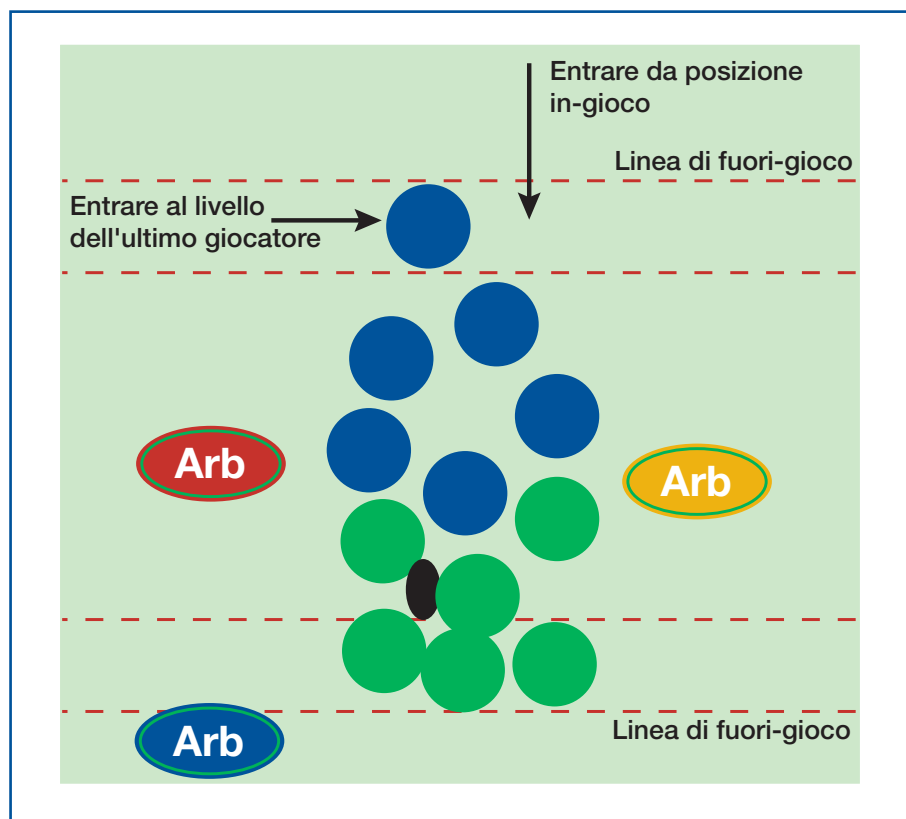 Entrare da posizione
in-gioco
Linea di fuori-gioco
Entrare al livello
dell'ultimo giocatore
Arb
Arb
Arb
Linea di fuori-gioco